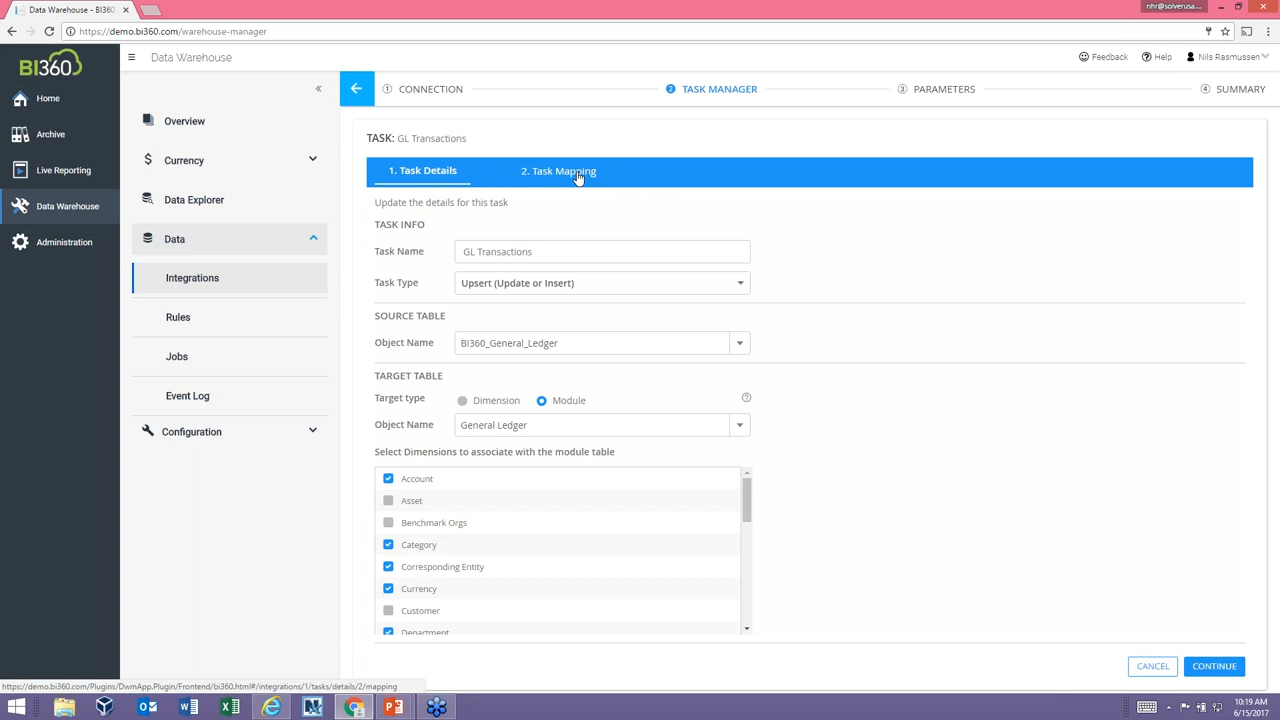 Data Warehouse - BI360
nhr@solverusa....
https://demo.bi360.com/warehouse-manager
BI360
Data Warehouse
Feedback
Help
Nils Rasmussen
Home
Archive
Live Reporting
Data Warehouse
Administration
Overview
Currency
Data Explorer
Data
Integrations
Rules
Jobs
Event Log
Configuration
1 CONNECTION
2 TASK MANAGER
3 PARAMETERS
4 SUMMARY
TASK: GL Transactions
1. Task Details
2. Task Mapping
Update the details for this task
TASK INFO
Task Name GL Transactions
Task Type Upsert (Update or Insert)
SOURCE TABLE
Object Name BI360_General_Ledger
TARGET TABLE
Target type Dimension Module
Object Name General Ledger
Select Dimensions to associate with the module table
Account
Asset
Benchmark Orgs
Category
Corresponding Entity
Currency
Customer
Department
CANCEL CONTINUE
https://demo.bi360.com/Plugins/DwmApp.Plugin/Frontend/bi360.html#/integrations/1/tasks/details/2/mapping
10:19 AM
6/15/2017